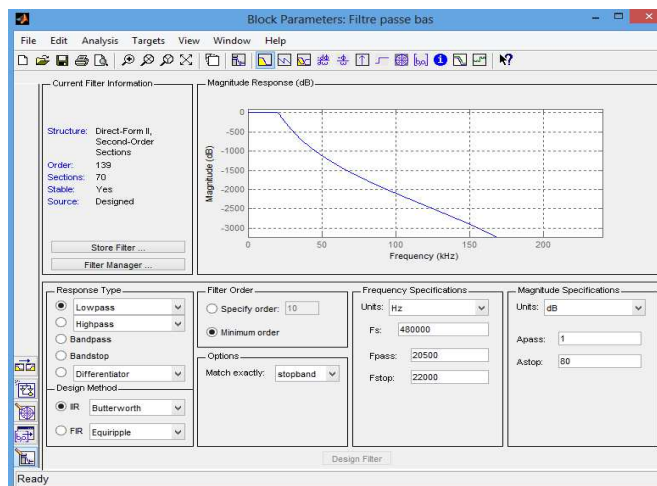 Block Parameters: Filtre passe bas
File Edit Analysis Targets View Window Help
Current Filter Information
Structure: Direct-Form II,
Second-Order
Sections
Order: 139
Sections: 70
Stable: Yes
Source: Designed
Store Filter ...
Filter Manager ...
Magnitude Response (dB)
Magnitude (dB)
0
-500
-1000
-1500
-2000
-2500
-3000
0 50 100 150 200
Frequency (kHz)
Response Type
Lowpass
Highpass
Bandpass
Bandstop
Differentiator
Design Method
IIR Butterworth
FIR Equiripple
Filter Order
Specify order: 10
Minimum order
Options
Match exactly: stopband
Frequency Specifications
Units: Hz
Fs: 480000
Fpass: 20500
Fstop: 22000
Magnitude Specifications
Units: dB
Apass: 1
Astop: 80
Design Filter
Ready